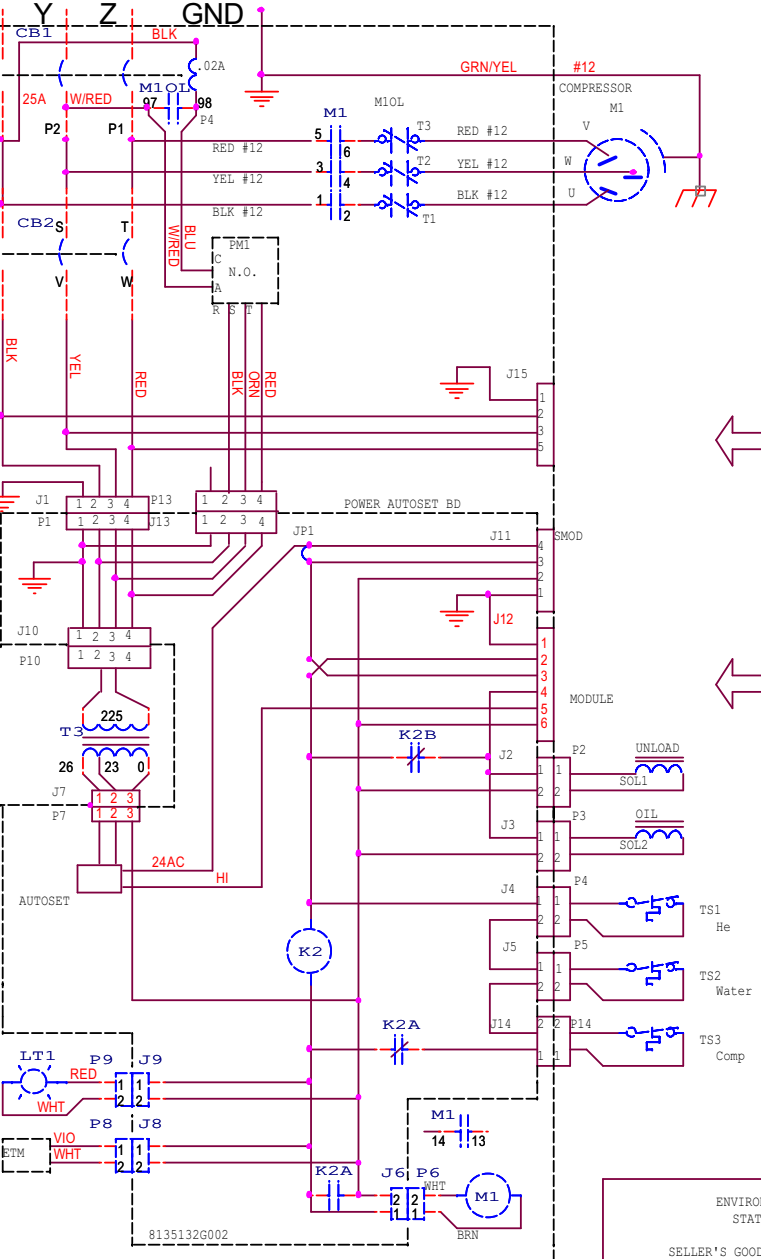 Y Z GND
CB1 BLK
.02A
GRN/YEL #12
M1OL COMPRESSOR
25A W/RED 97 98 M1
P4 M1 M1OL
P2 P1 V
5 6 T3 RED #12
RED #12
3 4 T2 YEL #12 W
YEL #12
1 2 BLK #12 U
BLK #12 T1
CB2 S T
W/RED BLU
PM1
C
N.O.
V W A
R S T
BLK YEL RED BLK ORN RED
J15
1
2
3
5
J1 1 2 3 4 P13 1 2 3 4
P1 1 2 3 4 J13 1 2 3 4
POWER AUTOSET BD
JP1 J11 SMOD
4
3
2
1
J12
J10 1 2 3 4
P10 1 2 3 4
1
2
3
4
5
6
MODULE
225
T3
26 23 0
K2B
J2 P2 UNLOAD
1 1
2 2
SOL1
J7 1 2 3
P7 1 2 3
J3 P3 OIL
1 1
2 2
SOL2
24AC
HI
AUTOSET
J4 P4
1 1
2 2
TS1
He
K2
J5 P5
1 1
2 2
TS2
Water
K2A
J14 2 2 P14
1 1
TS3
Comp
LT1 P9 J9
RED 1 1
WHT 2 2
P8 J8
M1
14 13
VIO 1 1
ETM WHT 2 2
K2A J6 P6
WHT
2 2
1 1
M1
BRN
8135132G002
ENVIRO
STAT
SELLER'S GOOD